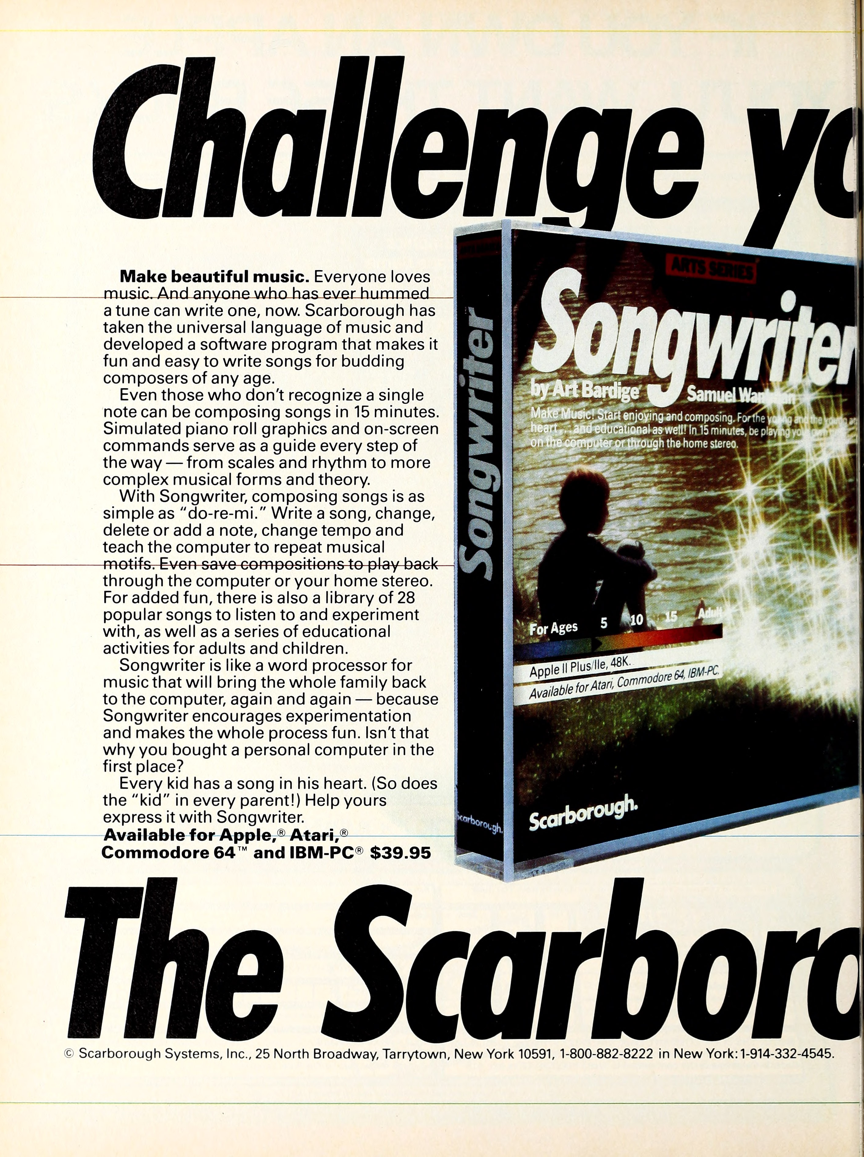 Challenge yo
Make beautiful music. Everyone loves
music. And anyone who has ever hummed
a tune can write one, now. Scarborough has
taken the universal language of music and
developed a software program that makes it
fun and easy to write songs for budding
composers of any age.
Even those who don't recognize a single
note can be composing songs in 15 minutes.
Simulated piano roll graphics and on-screen
commands serve as a guide every step of
the way — from scales and rhythm to more
complex musical forms and theory.
With Songwriter, composing songs is as
simple as "do-re-mi." Write a song, change,
delete or add a note, change tempo and
teach the computer to repeat musical
motifs. Even save compositions to play back
through the computer or your home stereo.
For added fun, there is also a library of 28
popular songs to listen to and experiment
with, as well as a series of educational
activities for adults and children.
Songwriter is like a word processor for
music that will bring the whole family back
to the computer, again and again — because
Songwriter encourages experimentation
and makes the whole process fun. Isn't that
why you bought a personal computer in the
first place?
Every kid has a song in his heart. (So does
the "kid" in every parent!) Help yours
express it with Songwriter.
Available for Apple,® Atari,®
Commodore 64™ and IBM-PC® $39.95
Songwriter
Scarborough.
ARTS SERIES
Songwriter
by Art Bardige Samuel
Make Music! Start enjoying and composing. For the young and the young at
heart... and educational as well! In 15 minutes, be playing your
on the computer or through the home stereo.
For Ages 5 10 15 Adult
Apple II Plus/IIe, 48K.
Available for Atari, Commodore 64, IBM-PC.
Scarborough.
The Scarboro
© Scarborough Systems, Inc., 25 North Broadway, Tarrytown, New York 10591, 1-800-882-8222 in New York: 1-914-332-4545.